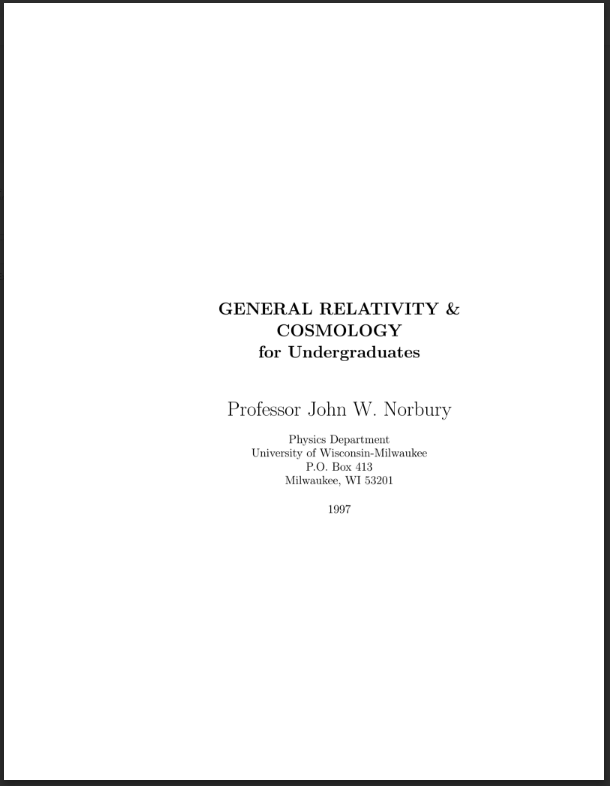 GENERAL RELATIVITY &
COSMOLOGY
for Undergraduates
Professor John W. Norbury
Physics Department
University of Wisconsin-Milwaukee
P.O. Box 413
Milwaukee, WI 53201
1997